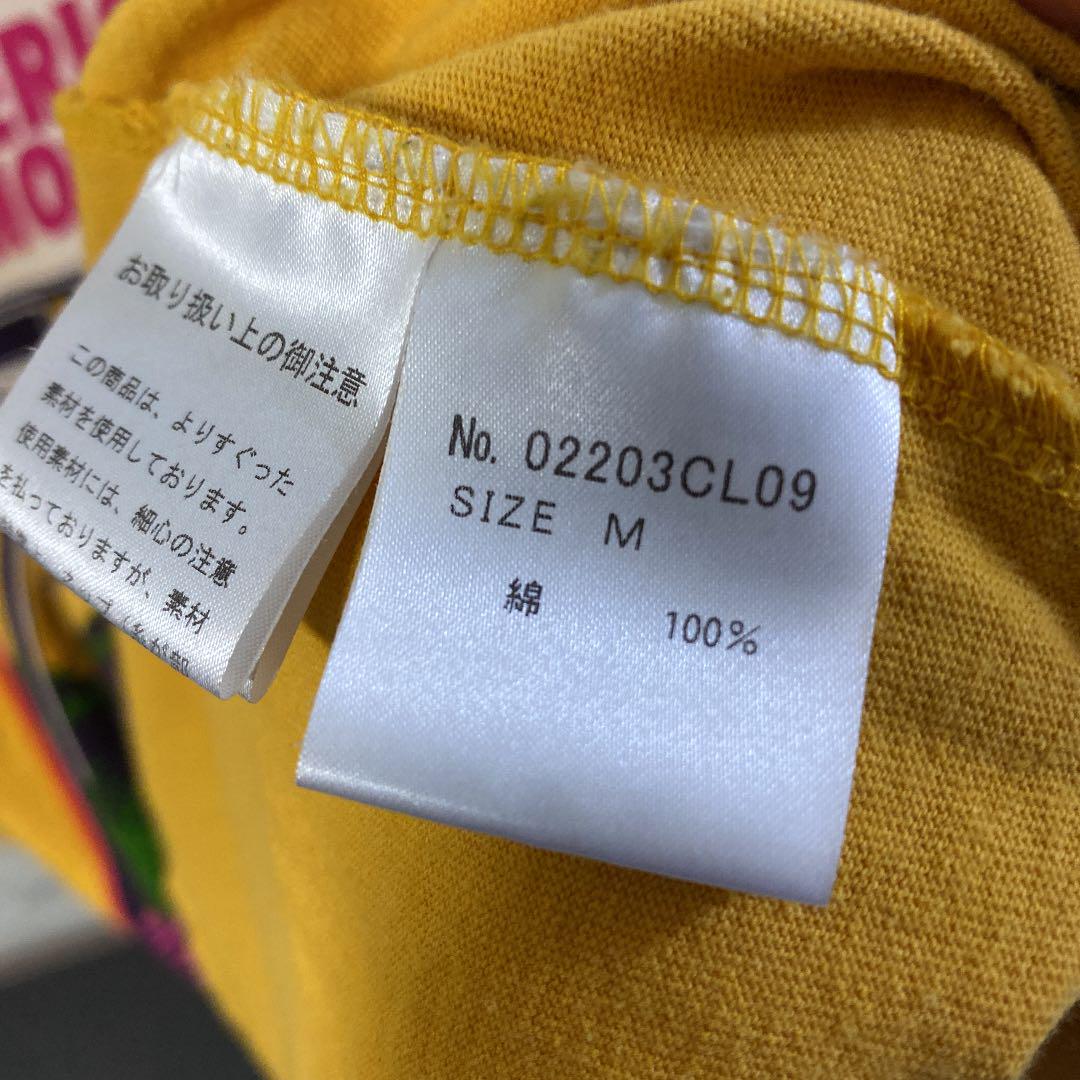 お取り扱い上の御注意
この商品は、よりすぐった
素材を使用しております。
使用素材には、細心の注意
を払っておりますが、素材
No. 02203CL09
SIZE M
綿 100%